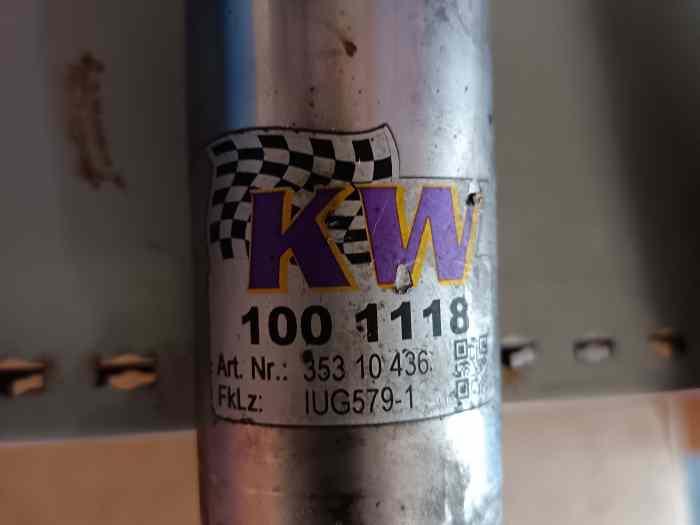 KW
100 1118
Art. Nr.: 353 10 436
FkLz: IUG579-1